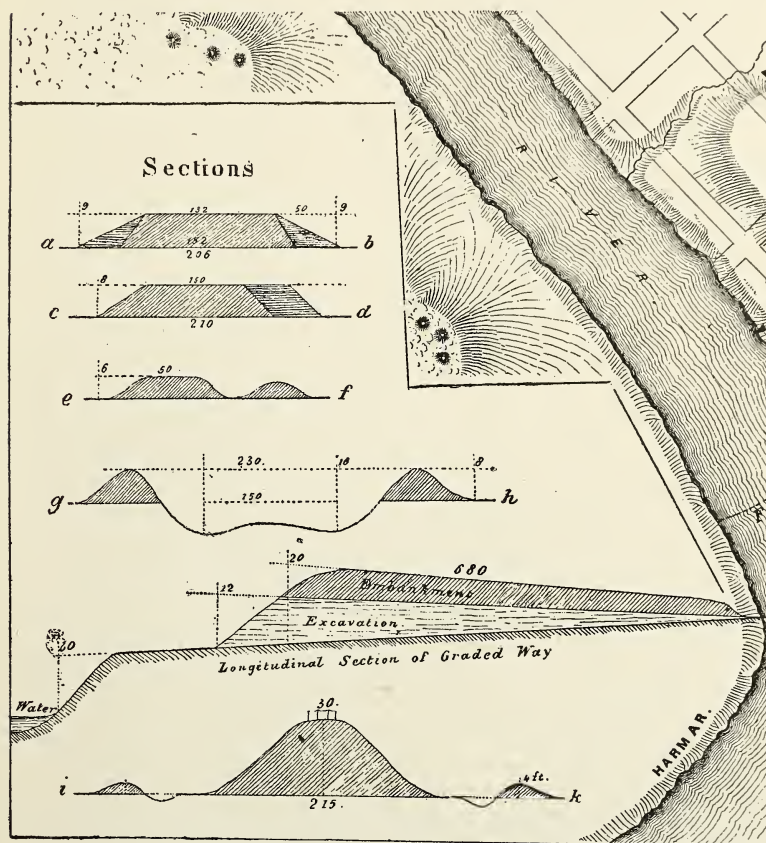 Sections
9 132 50 9
a 152 b
206
8 150
c d
210
6 50
e f
230. 18 8
150
g h
20
680
12 Embankment
Excavation
20
Longitudinal Section of Graded Way
Water
30.
i 4 ft. k
215.
RIVER
HARMAR.